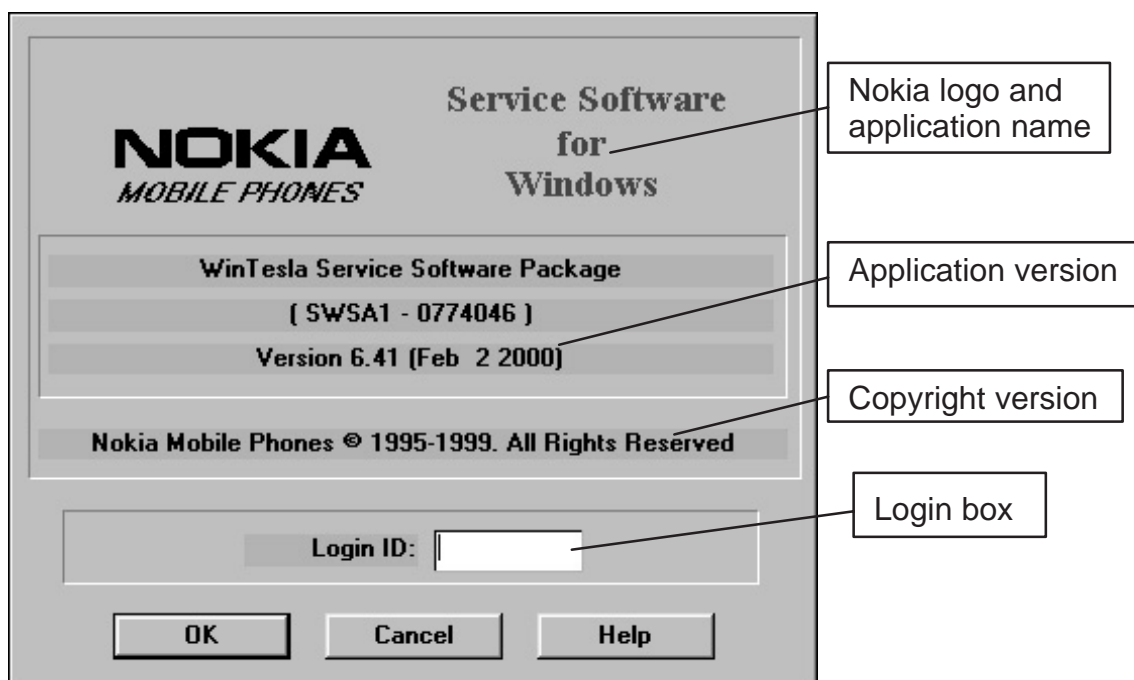 NOKIA
MOBILE PHONES
Service Software
for
Windows
WinTesla Service Software Package
( SWSA1 - 0774046 )
Version 6.41 (Feb  2 2000)
Nokia Mobile Phones © 1995-1999. All Rights Reserved
Login ID:
OK
Cancel
Help
Nokia logo and
application name
Application version
Copyright version
Login box